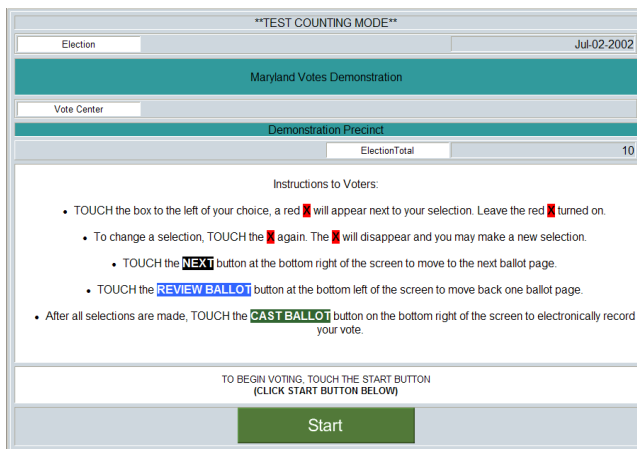 **TEST COUNTING MODE**
Election Jul-02-2002
Maryland Votes Demonstration
Vote Center
Demonstration Precinct
ElectionTotal 10
Instructions to Voters:
• TOUCH the box to the left of your choice, a red X will appear next to your selection. Leave the red X turned on.
• To change a selection, TOUCH the X again. The X will disappear and you may make a new selection.
• TOUCH the NEXT button at the bottom right of the screen to move to the next ballot page.
• TOUCH the REVIEW BALLOT button at the bottom left of the screen to move back one ballot page.
• After all selections are made, TOUCH the CAST BALLOT button on the bottom right of the screen to electronically record
your vote.
TO BEGIN VOTING, TOUCH THE START BUTTON
(CLICK START BUTTON BELOW)
Start